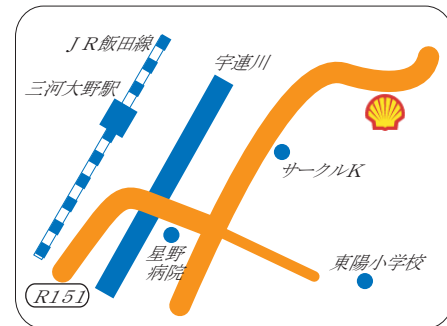 JR飯田線
宇連川
三河大野駅
サークルK
星野
病院
東陽小学校
R151